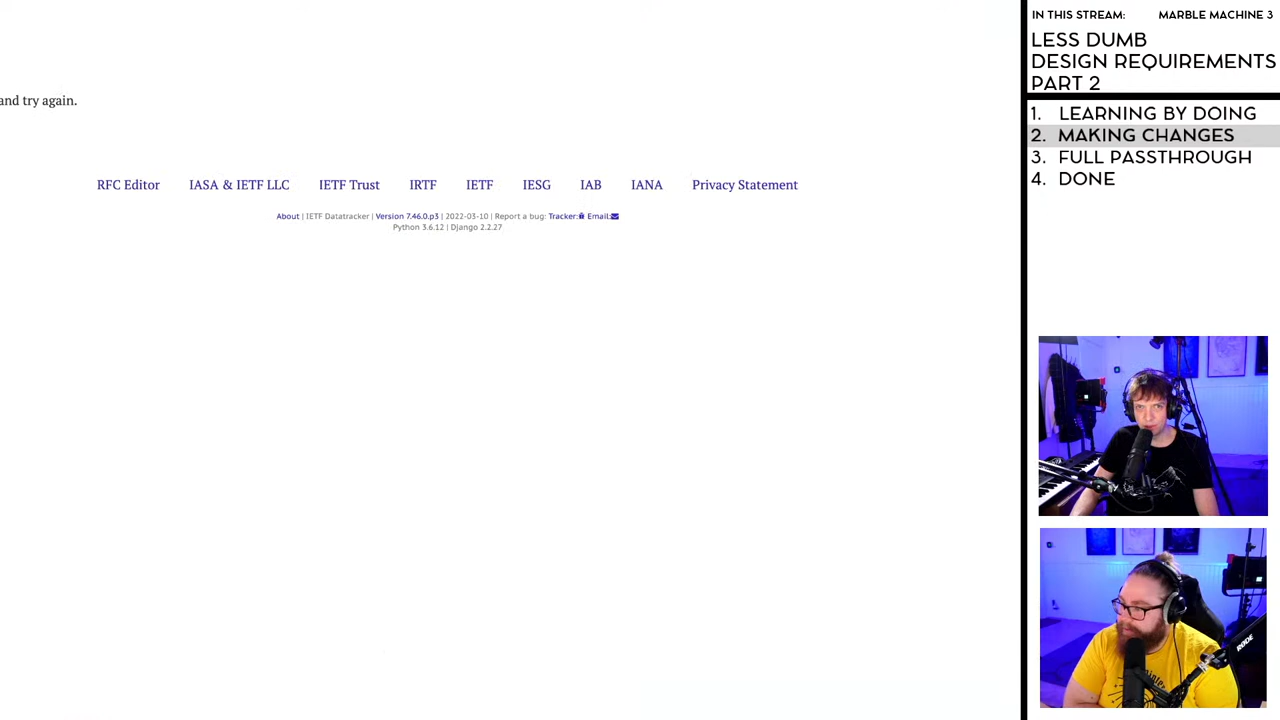 and try again.
RFC Editor IASA & IETF LLC IETF Trust IRTF IETF IESG IAB IANA Privacy Statement
About | IETF Datatracker | Version 7.46.0.p3 | 2022-03-10 | Report a bug: Tracker: Email:
Python 3.6.12 | Django 2.2.27
IN THIS STREAM: MARBLE MACHINE 3
LESS DUMB
DESIGN REQUIREMENTS
PART 2
1. LEARNING BY DOING
2. MAKING CHANGES
3. FULL PASSTHROUGH
4. DONE
RØDE